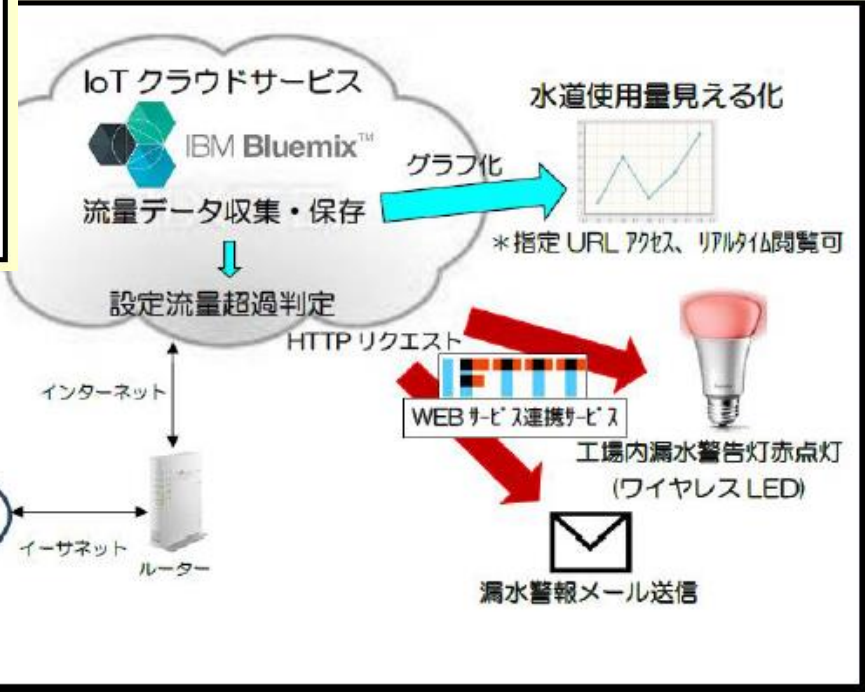 IoT クラウドサービス
IBM Bluemix™
流量データ収集・保存
設定流量超過判定
グラフ化
水道使用量見える化
＊指定 URL ｱｸｾｽ、ﾘｱﾙﾀｲﾑ閲覧可
HTTP リクエスト
IFTTT
WEB ｻｰﾋﾞｽ連携ｻｰﾋﾞｽ
工場内漏水警告灯赤点灯
(ワイヤレス LED)
インターネット
イーサネット
ルーター
漏水警報メール送信